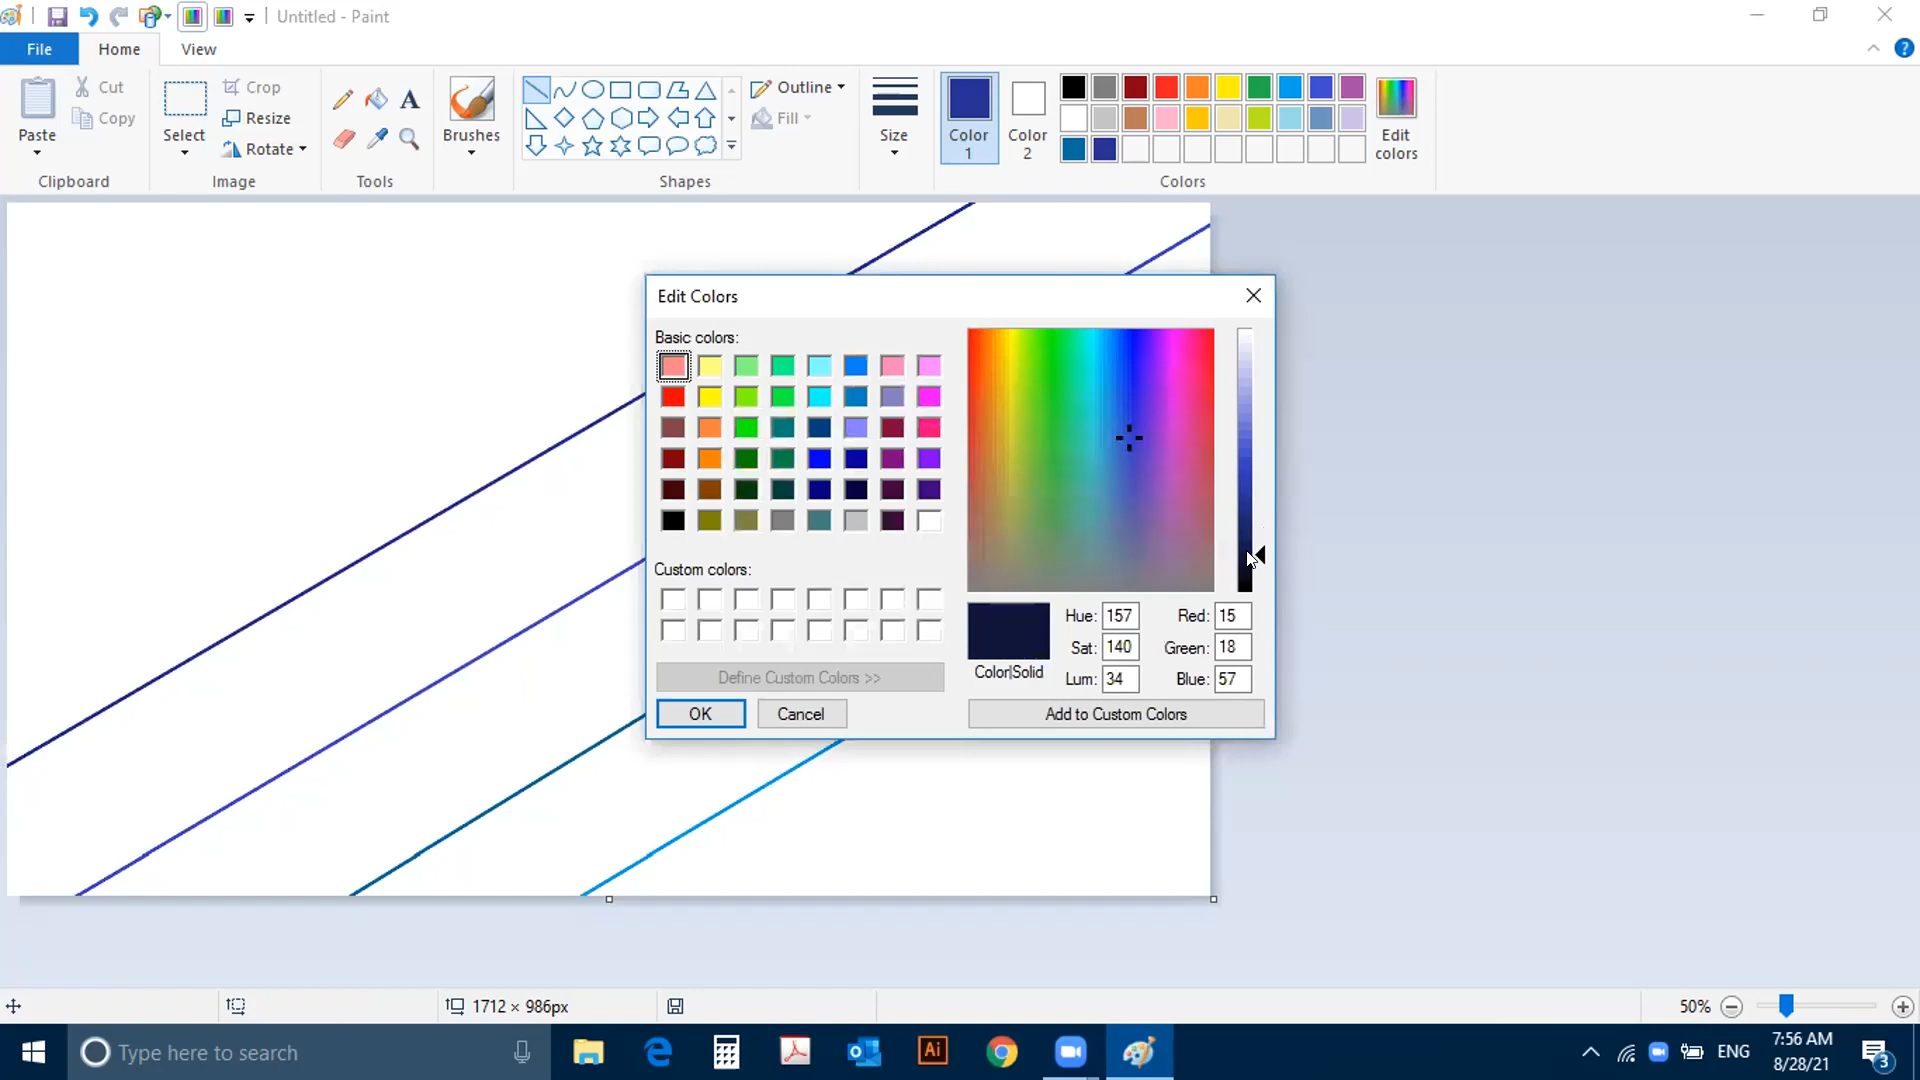 Untitled - Paint
File
Home
View
Paste
Cut
Copy
Clipboard
Select
Crop
Resize
Rotate
Image
A
Tools
Brushes
Shapes
Outline
Fill
Size
Color
1
Color
2
Edit
colors
Colors
Edit Colors
Basic colors:
Custom colors:
Define Custom Colors >>
OK
Cancel
Color|Solid
Hue: 157
Sat: 140
Lum: 34
Red: 15
Green: 18
Blue: 57
Add to Custom Colors
1712 × 986px
50%
Type here to search
Ai
ENG
7:56 AM
8/28/21
3